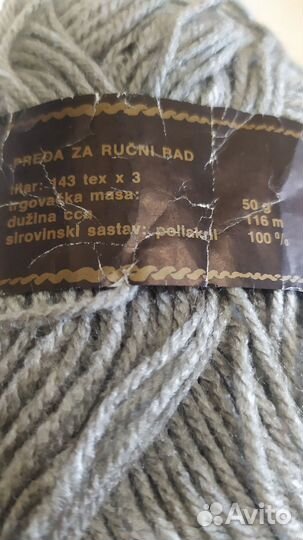 PREDA ZA RUČNI RAD
titar: 143 tex x 3
trgovačka masa: 50 g
dužina cca 116 m
sirovinski sastav: poliakril 100 %
Avito